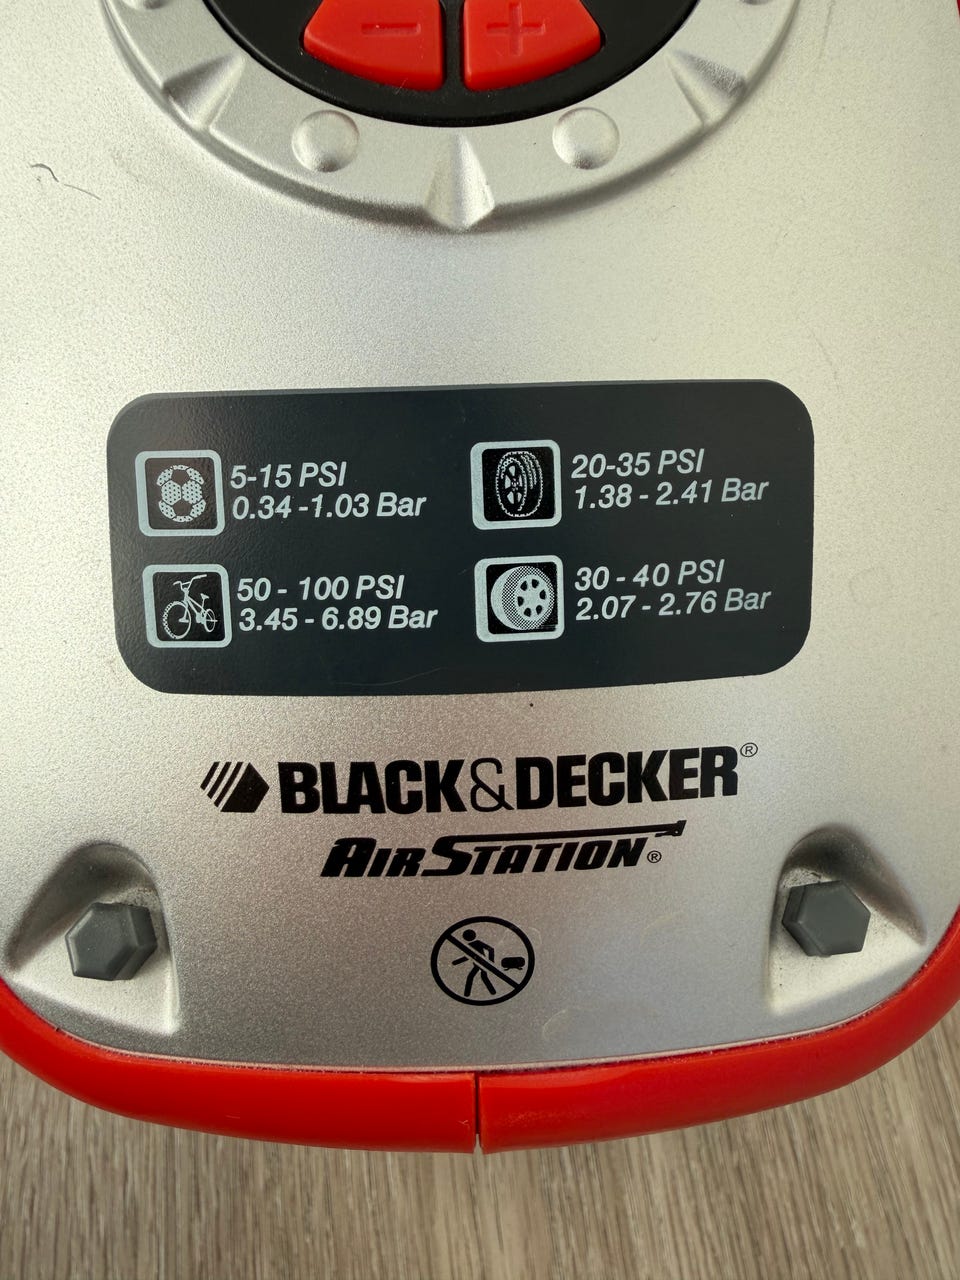 5-15 PSI
0.34 -1.03 Bar
20-35 PSI
1.38 - 2.41 Bar
50 - 100 PSI
3.45 - 6.89 Bar
30 - 40 PSI
2.07 - 2.76 Bar
BLACK&DECKER®
AIRSTATION®